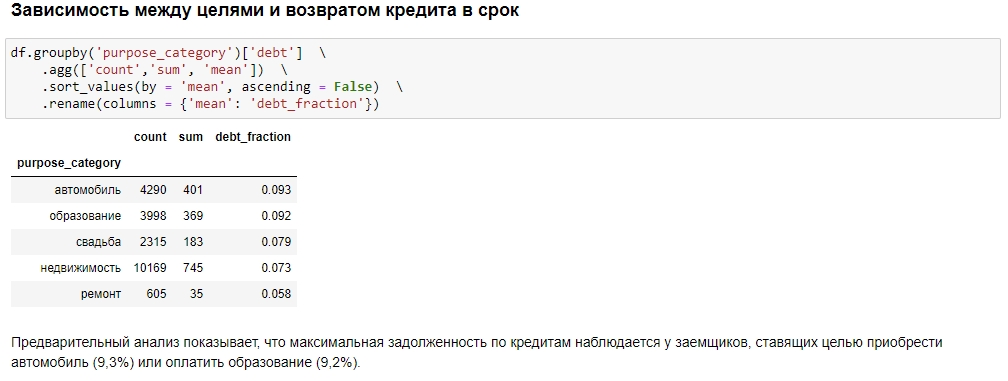 Зависимость между целями и возвратом кредита в срок
df.groupby('purpose_category')['debt'] \
.agg(['count','sum', 'mean']) \
.sort_values(by = 'mean', ascending = False) \
.rename(columns = {'mean': 'debt_fraction'})
count sum debt_fraction
purpose_category
автомобиль 4290 401 0.093
образование 3998 369 0.092
свадьба 2315 183 0.079
недвижимость 10169 745 0.073
ремонт 605 35 0.058
Предварительный анализ показывает, что максимальная задолженность по кредитам наблюдается у заемщиков, ставящих целью приобрести
автомобиль (9,3%) или оплатить образование (9,2%).